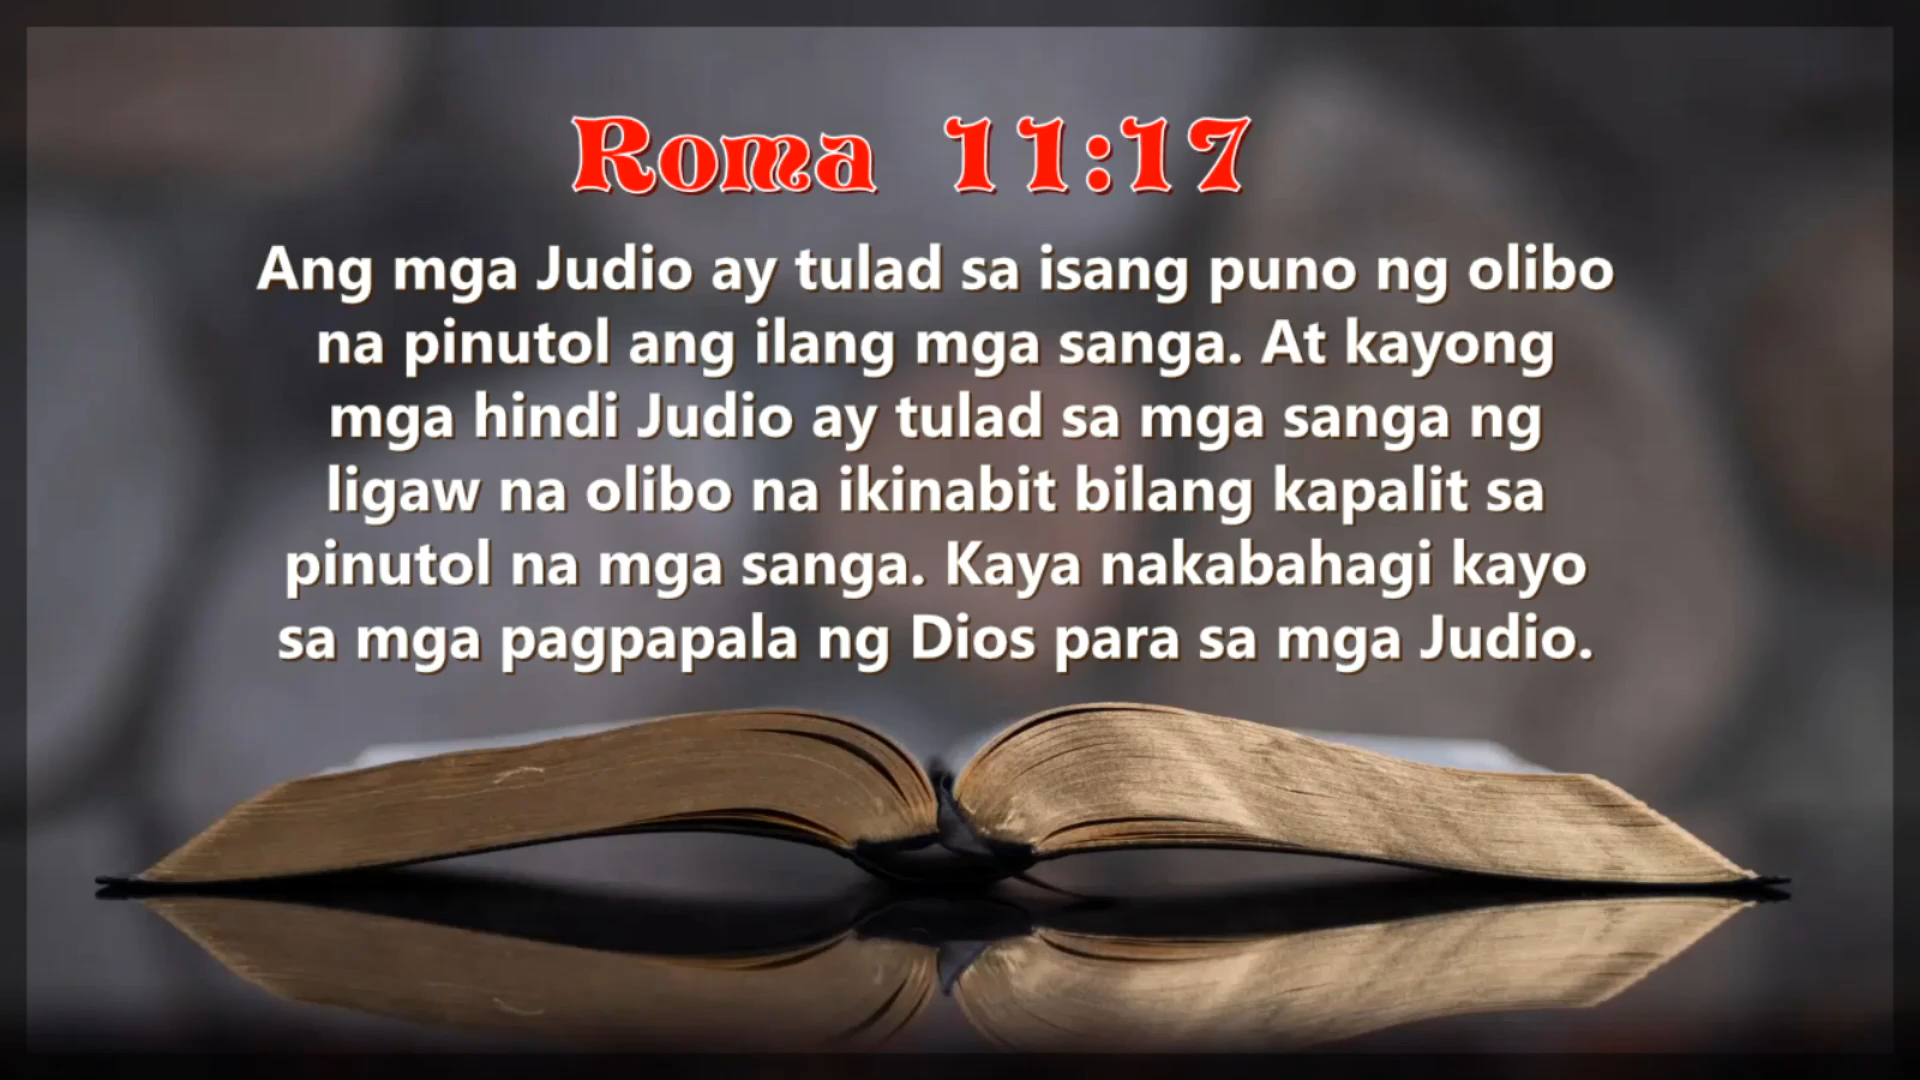 Roma 11:17
Ang mga Judio ay tulad sa isang puno ng olibo
na pinutol ang ilang mga sanga. At kayong
mga hindi Judio ay tulad sa mga sanga ng
ligaw na olibo na ikinabit bilang kapalit sa
pinutol na mga sanga. Kaya nakabahagi kayo
sa mga pagpapala ng Dios para sa mga Judio.